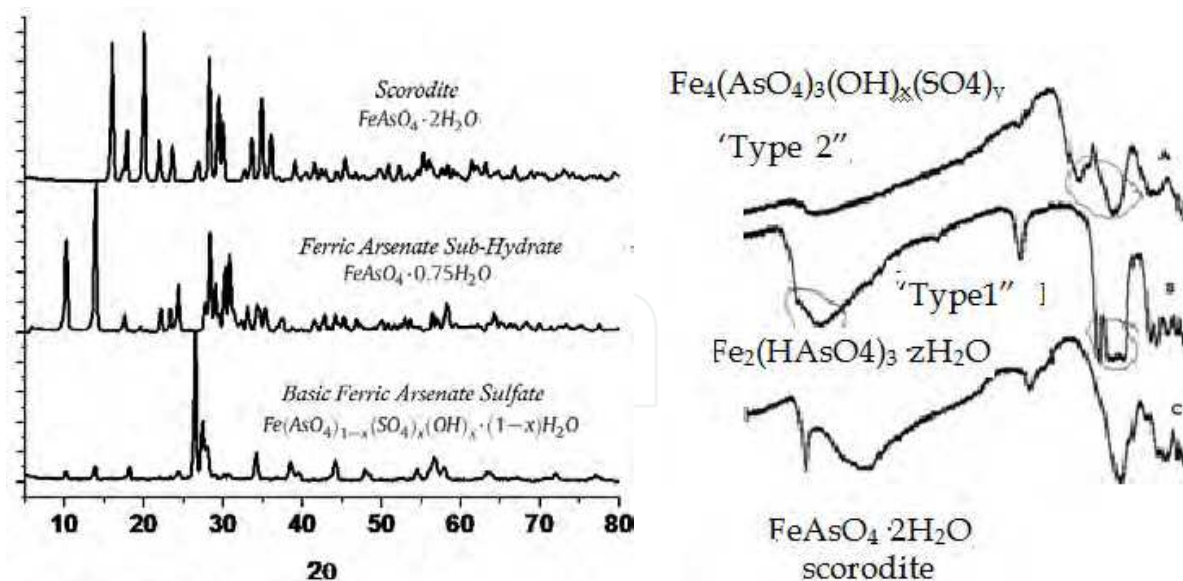 Scorodite
FeAsO₄·2H₂O
Ferric Arsenate Sub-Hydrate
FeAsO₄·0.75H₂O
Basic Ferric Arsenate Sulfate
Fe(AsO₄)₁₋ₓ(SO₄)ₓ(OH)ₓ·(1−x)H₂O
10 20 30 40 50 60 70 80
2θ
Fe₄(AsO₄)₃(OH)ₓ(SO4)ᵧ
‘Type 2”
A
“Type1” ]
B
Fe₂(HAsO4)₃·zH₂O
C
FeAsO₄·2H₂O
scorodite